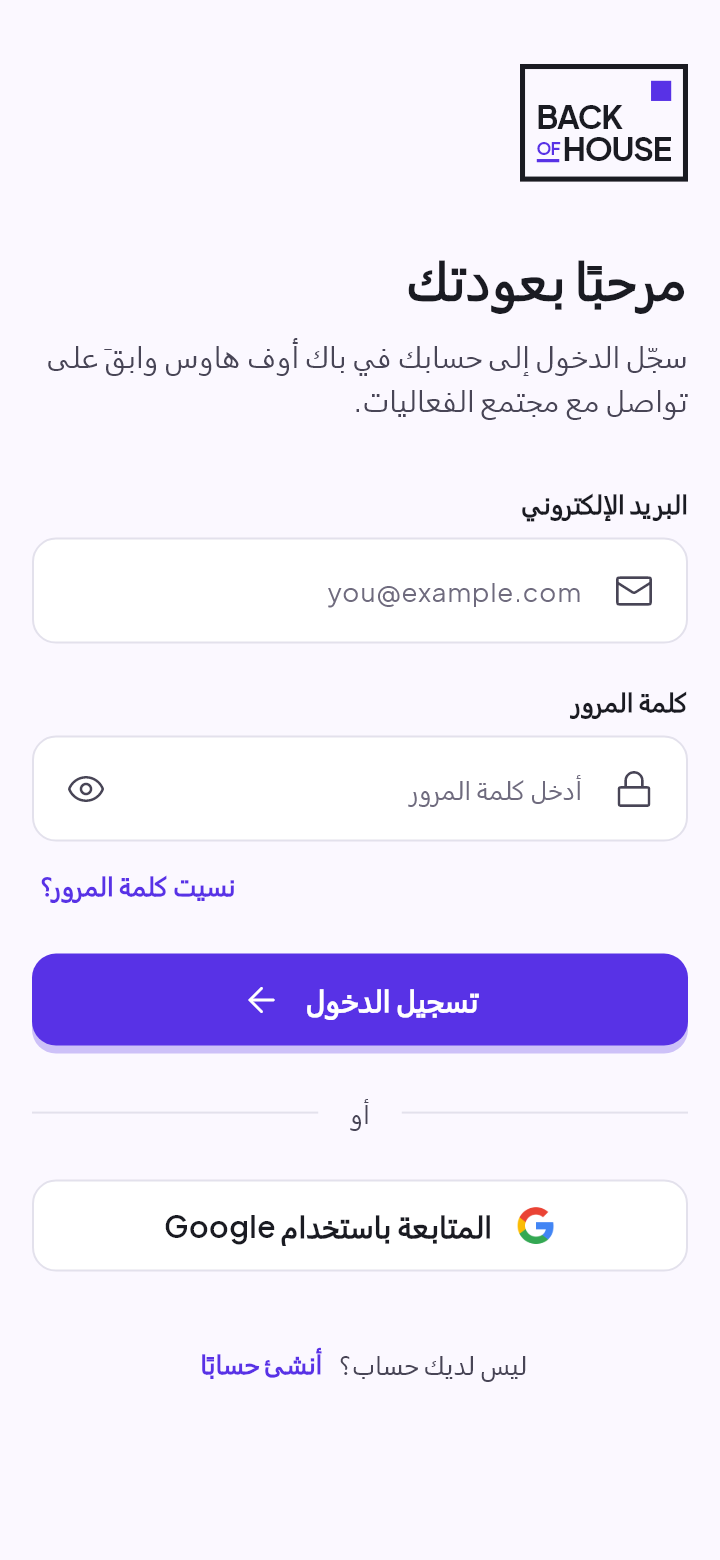 BACK
OF HOUSE
مرحبًا بعودتك
سجّل الدخول إلى حسابك في باك أوف هاوس وابقَ على
تواصل مع مجتمع الفعاليات.
البريد الإلكتروني
you@example.com
كلمة المرور
أدخل كلمة المرور
نسيت كلمة المرور؟
تسجيل الدخول
أو
المتابعة باستخدام Google
ليس لديك حساب؟ أنشئ حسابًا